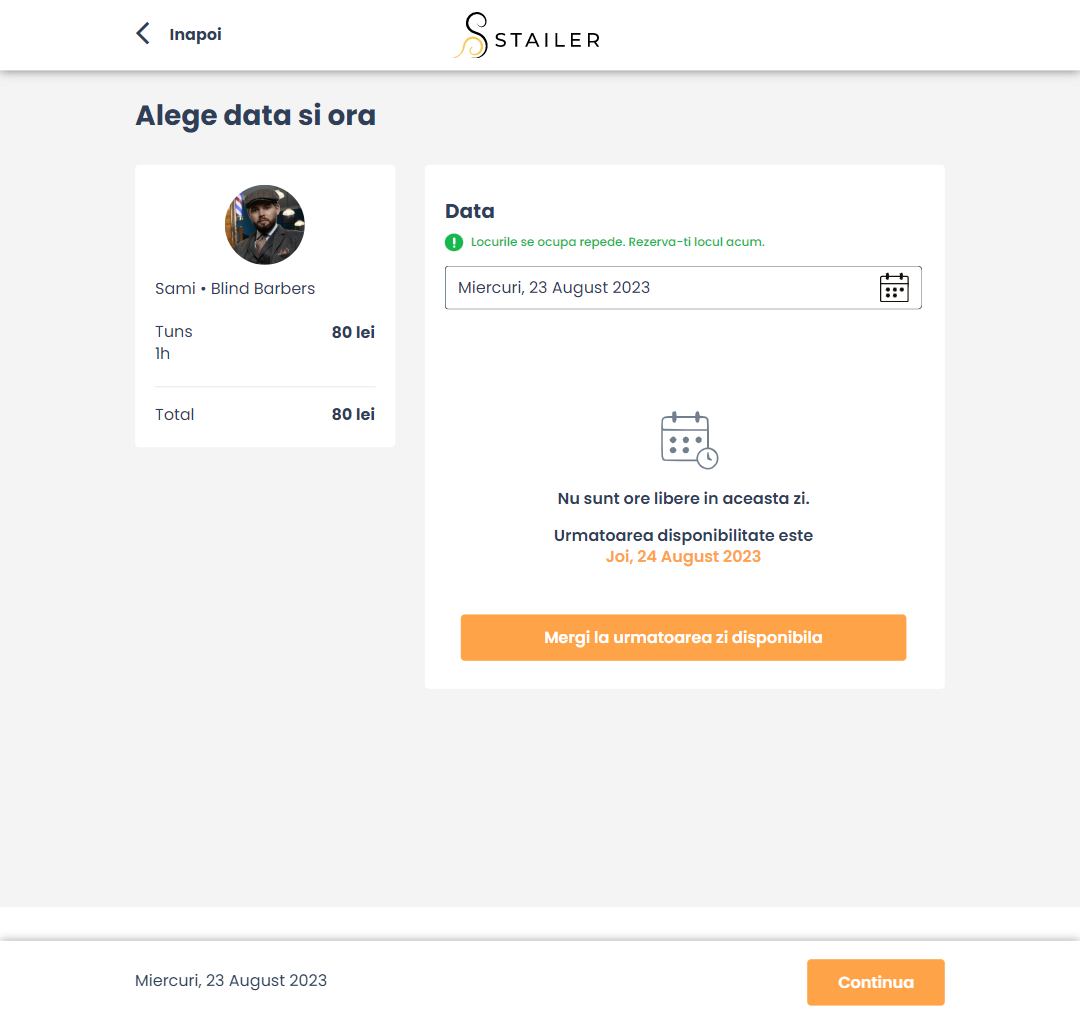 Inapoi
STAILER
Alege data si ora
Sami • Blind Barbers
Tuns 80 lei
1h
Total 80 lei
Data
Locurile se ocupa repede. Rezerva-ti locul acum.
Miercuri, 23 August 2023
Nu sunt ore libere in aceasta zi.
Urmatoarea disponibilitate este
Joi, 24 August 2023
Mergi la urmatoarea zi disponibila
Miercuri, 23 August 2023
Continua